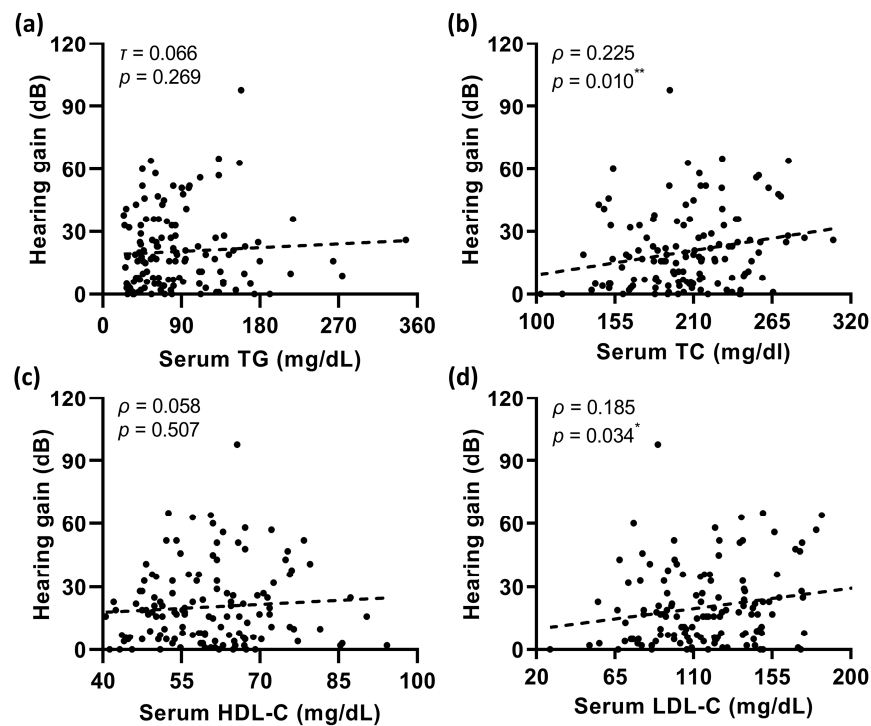 (a)
τ = 0.066
p = 0.269
120
90
60
30
0
Hearing gain (dB)
0 90 180 270 360
Serum TG (mg/dL)
(b)
ρ = 0.225
p = 0.010**
120
90
60
30
0
Hearing gain (dB)
100 155 210 265 320
Serum TC (mg/dl)
(c)
ρ = 0.058
p = 0.507
120
90
60
30
0
Hearing gain (dB)
40 55 70 85 100
Serum HDL-C (mg/dL)
(d)
ρ = 0.185
p = 0.034*
120
90
60
30
0
Hearing gain (dB)
20 65 110 155 200
Serum LDL-C (mg/dL)